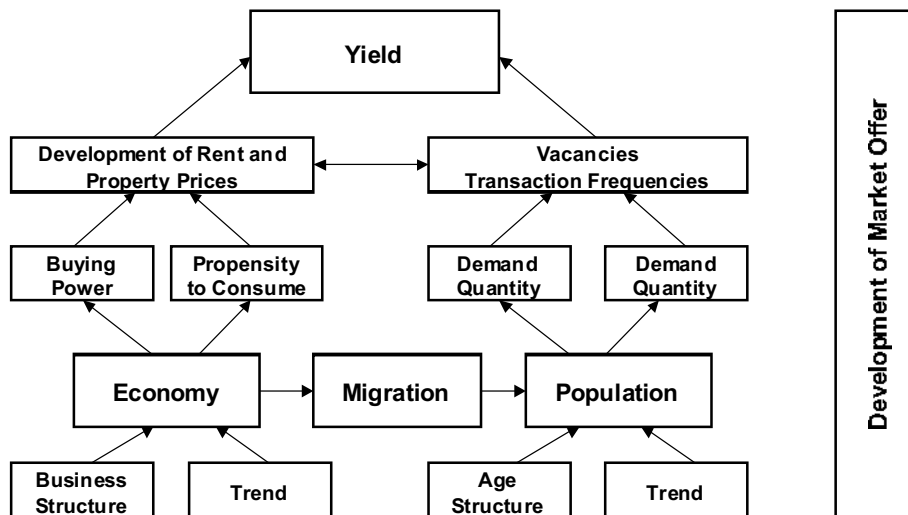 Yield
Development of Rent and
Property Prices
Vacancies
Transaction Frequencies
Buying
Power
Propensity
to Consume
Demand
Quantity
Demand
Quantity
Economy
Migration
Population
Business
Structure
Trend
Age
Structure
Trend
Development of Market Offer